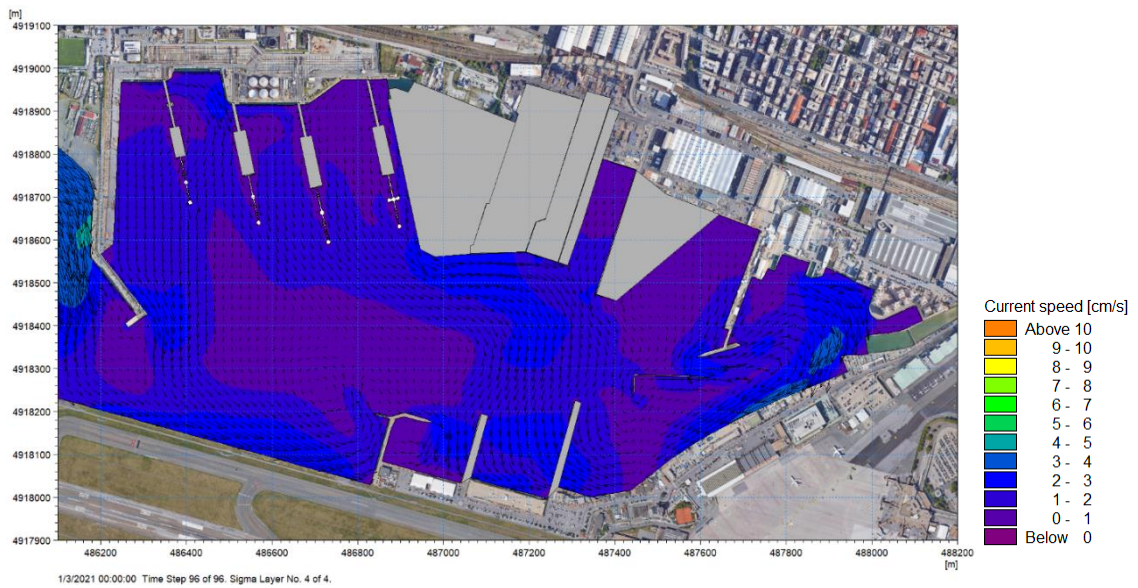 [m]
4919100
4919000
4918900
4918800
4918700
4918600
4918500
4918400
4918300
4918200
4918100
4918000
4917900
486200 486400 486600 486800 487000 487200 487400 487600 487800 488000 488200
[m]
1/3/2021 00:00:00 Time Step 96 of 96. Sigma Layer No. 4 of 4.
Current speed [cm/s]
Above 10
9 - 10
8 - 9
7 - 8
6 - 7
5 - 6
4 - 5
3 - 4
2 - 3
1 - 2
0 - 1
Below 0